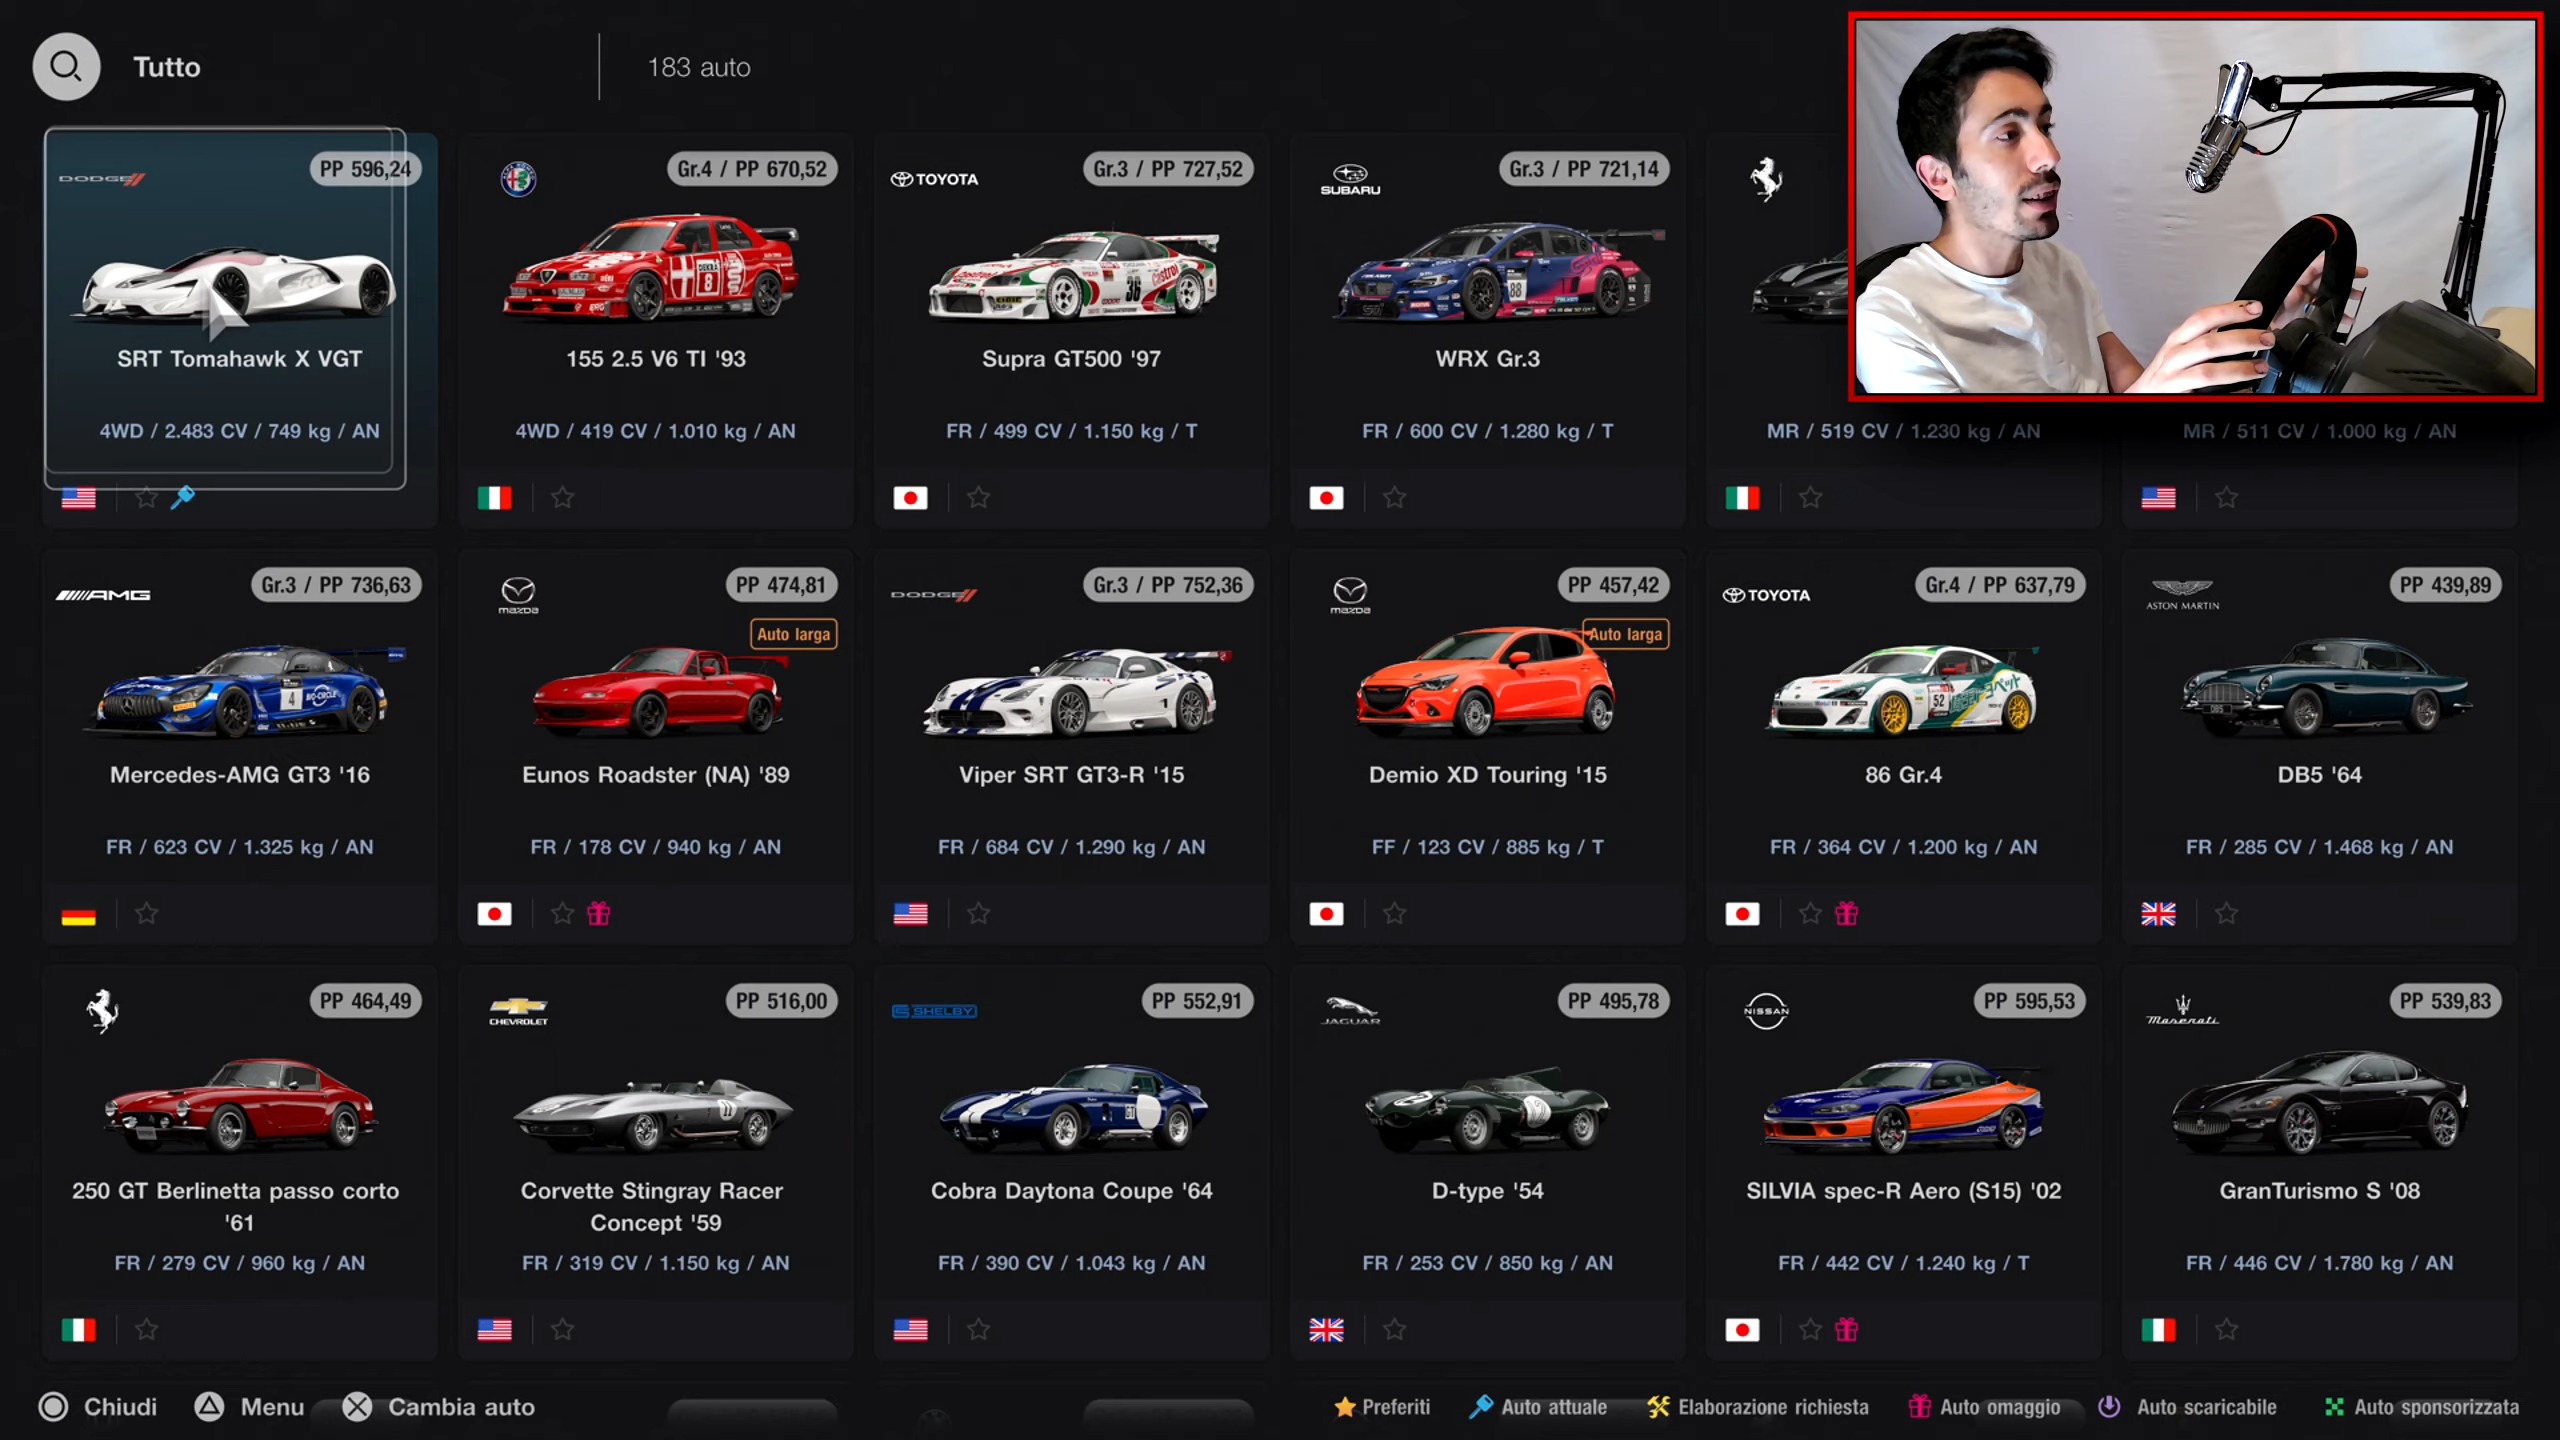 Tutto
183 auto
DODGE
PP 596,24
SRT Tomahawk X VGT
4WD / 2.483 CV / 749 kg / AN
Gr.4 / PP 670,52
155 2.5 V6 TI '93
4WD / 419 CV / 1.010 kg / AN
TOYOTA
Gr.3 / PP 727,52
Castrol
36
Supra GT500 '97
FR / 499 CV / 1.150 kg / T
SUBARU
Gr.3 / PP 721,14
88
WRX Gr.3
FR / 600 CV / 1.280 kg / T
MR / 519 CV / 1.230 kg / AN
MR / 511 CV / 1.000 kg / AN
AMG
Gr.3 / PP 736,63
4
Mercedes-AMG GT3 '16
FR / 623 CV / 1.325 kg / AN
mazda
PP 474,81
Auto larga
Eunos Roadster (NA) '89
FR / 178 CV / 940 kg / AN
DODGE
Gr.3 / PP 752,36
Viper SRT GT3-R '15
FR / 684 CV / 1.290 kg / AN
mazda
PP 457,42
Auto larga
Demio XD Touring '15
FF / 123 CV / 885 kg / T
TOYOTA
Gr.4 / PP 637,79
52
86 Gr.4
FR / 364 CV / 1.200 kg / AN
ASTON MARTIN
PP 439,89
DB5 '64
FR / 285 CV / 1.468 kg / AN
PP 464,49
250 GT Berlinetta passo corto
'61
FR / 279 CV / 960 kg / AN
CHEVROLET
PP 516,00
Corvette Stingray Racer
Concept '59
FR / 319 CV / 1.150 kg / AN
SHELBY
PP 552,91
Cobra Daytona Coupe '64
FR / 390 CV / 1.043 kg / AN
JAGUAR
PP 495,78
D-type '54
FR / 253 CV / 850 kg / AN
NISSAN
PP 595,53
SILVIA spec-R Aero (S15) '02
FR / 442 CV / 1.240 kg / T
Maserati
PP 539,83
GranTurismo S '08
FR / 446 CV / 1.780 kg / AN
Chiudi
Menu
Cambia auto
Preferiti
Auto attuale
Elaborazione richiesta
Auto omaggio
Auto scaricabile
Auto sponsorizzata